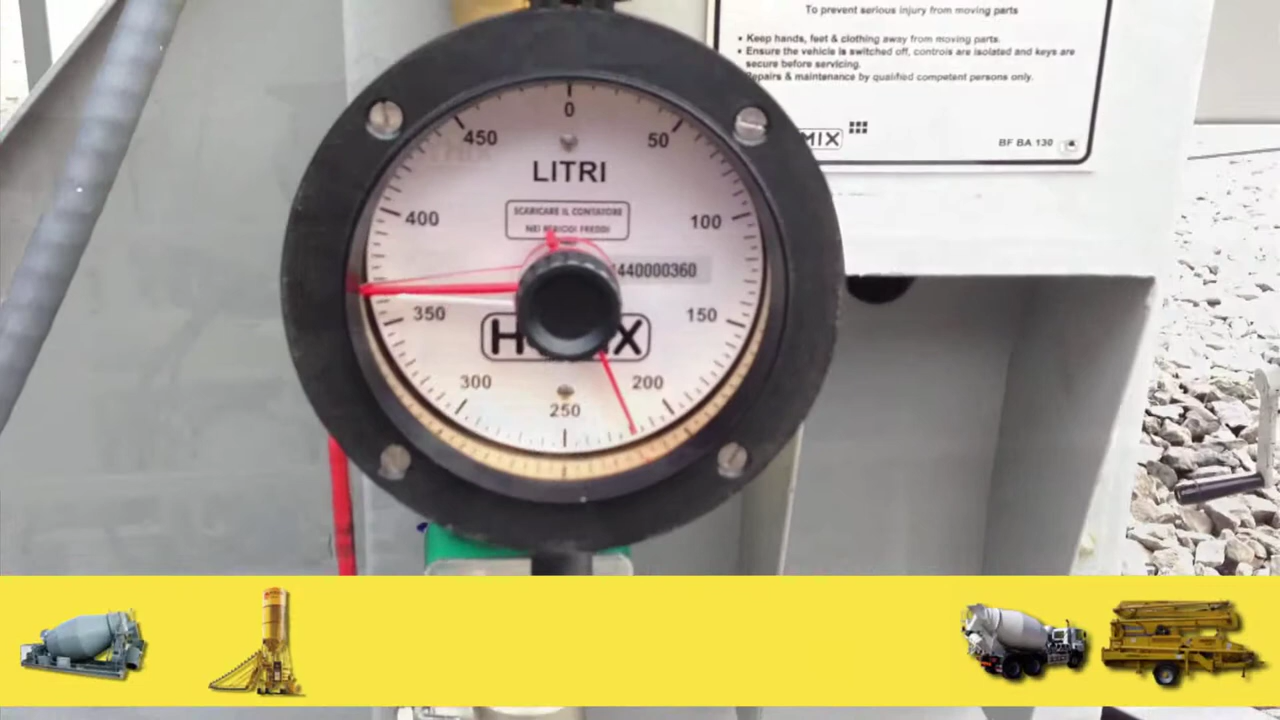 To prevent serious injury from moving parts
• Keep hands, feet & clothing away from moving parts.
• Ensure the vehicle is switched off, controls are isolated and keys are
secure before servicing.
Repairs & maintenance by qualified competent persons only.
MIX
BF BA 130
0
450
50
LITRI
400
SCARICARE IL CONTATORE
NEI PERIODI FREDDI
100
440000360
350
150
300
200
250